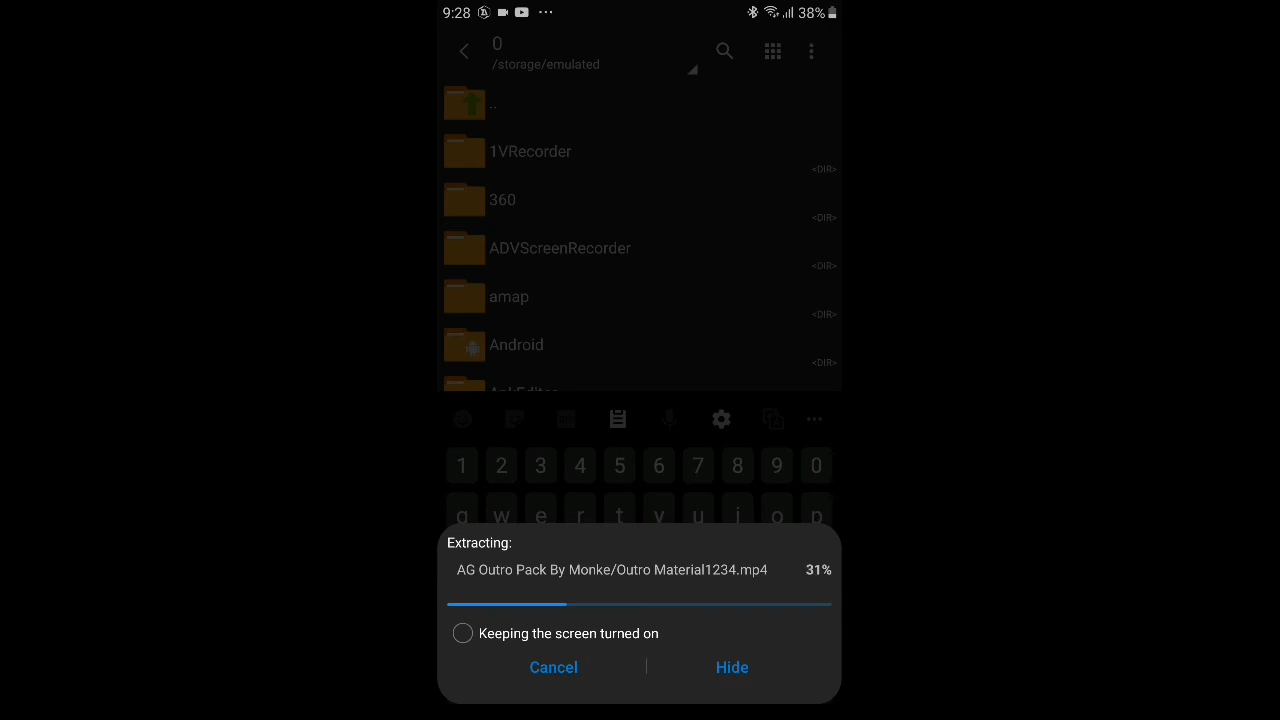 9:28 ... 38%
0
/storage/emulated
..
1VRecorder
<DIR>
360
<DIR>
ADVScreenRecorder
<DIR>
amap
<DIR>
Android
<DIR>
ApkEditor
1 2 3 4 5 6 7 8 9 0
q w e r t y u i o p
Extracting:
AG Outro Pack By Monke/Outro Material1234.mp4 31%
Keeping the screen turned on
Cancel | Hide